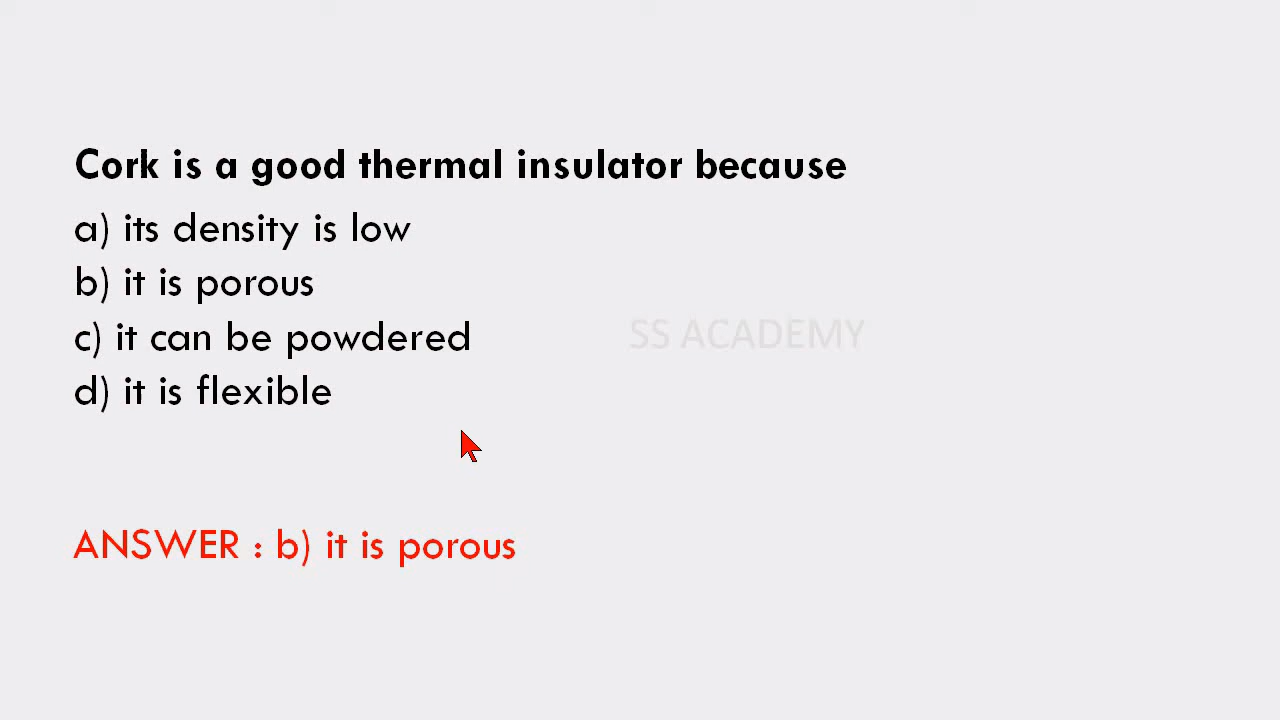 Cork is a good thermal insulator because
a) its density is low
b) it is porous
c) it can be powdered
SS ACADEMY
d) it is flexible
ANSWER : b) it is porous